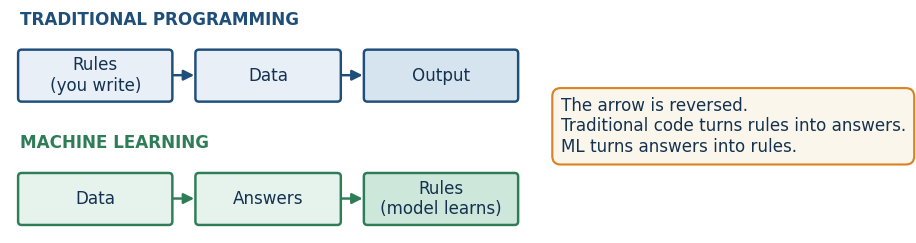 TRADITIONAL PROGRAMMING
Rules
(you write)
Data
Output
The arrow is reversed.
Traditional code turns rules into answers.
ML turns answers into rules.
MACHINE LEARNING
Data
Answers
Rules
(model learns)